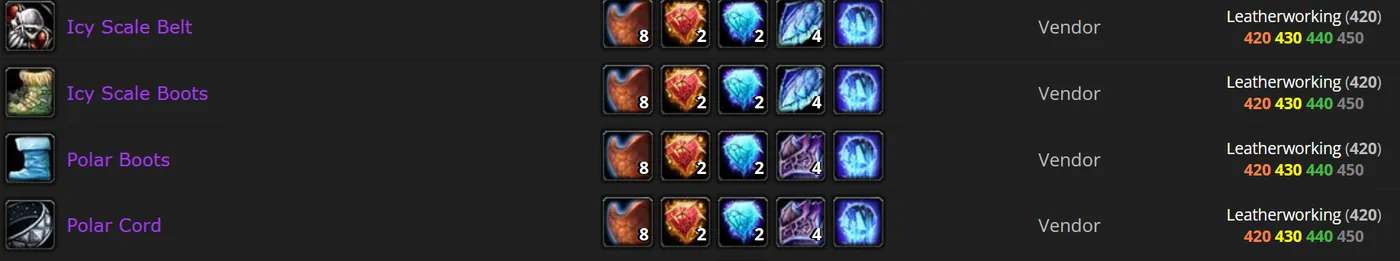 Icy Scale Belt 8 2 2 4 Vendor Leatherworking (420)
420 430 440 450
Icy Scale Boots 8 2 2 4 Vendor Leatherworking (420)
420 430 440 450
Polar Boots 8 2 2 4 Vendor Leatherworking (420)
420 430 440 450
Polar Cord 8 2 2 4 Vendor Leatherworking (420)
420 430 440 450